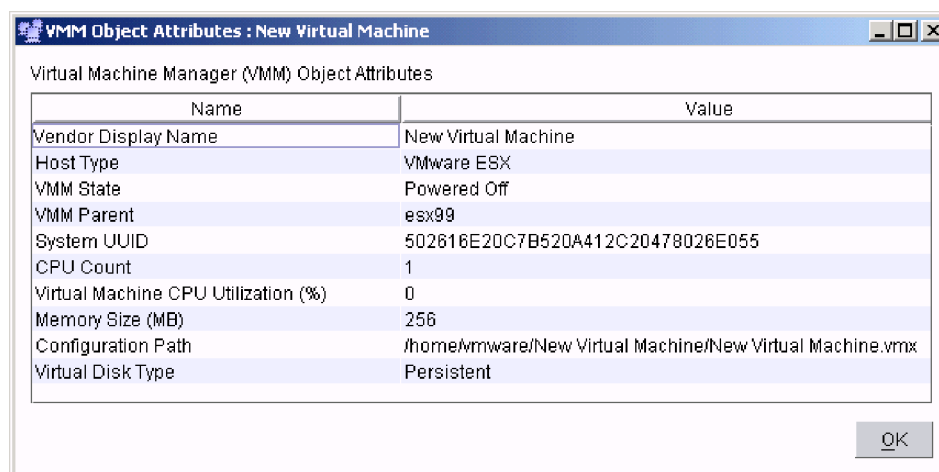 VMM Object Attributes : New Virtual Machine
Virtual Machine Manager (VMM) Object Attributes
Name Value
Vendor Display Name New Virtual Machine
Host Type VMware ESX
VMM State Powered Off
VMM Parent esx99
System UUID 502616E20C7B520A412C20478026E055
CPU Count 1
Virtual Machine CPU Utilization (%) 0
Memory Size (MB) 256
Configuration Path /home/vmware/New Virtual Machine/New Virtual Machine.vmx
Virtual Disk Type Persistent
OK